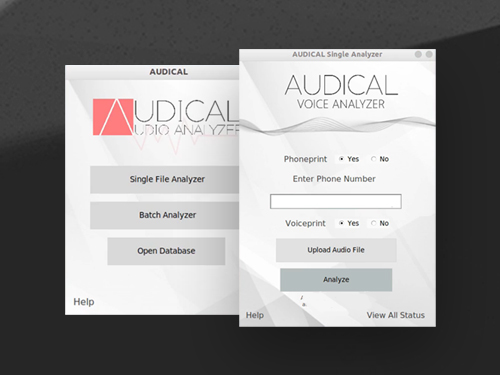 AUDICAL
AUDICAL
AUDIO ANALYZER
Single File Analyzer
Batch Analyzer
Open Database
Help
AUDICAL Single Analyzer
AUDICAL
VOICE ANALYZER
Phoneprint Yes No
Enter Phone Number
Voiceprint Yes No
Upload Audio File
Analyze
Help View All Status